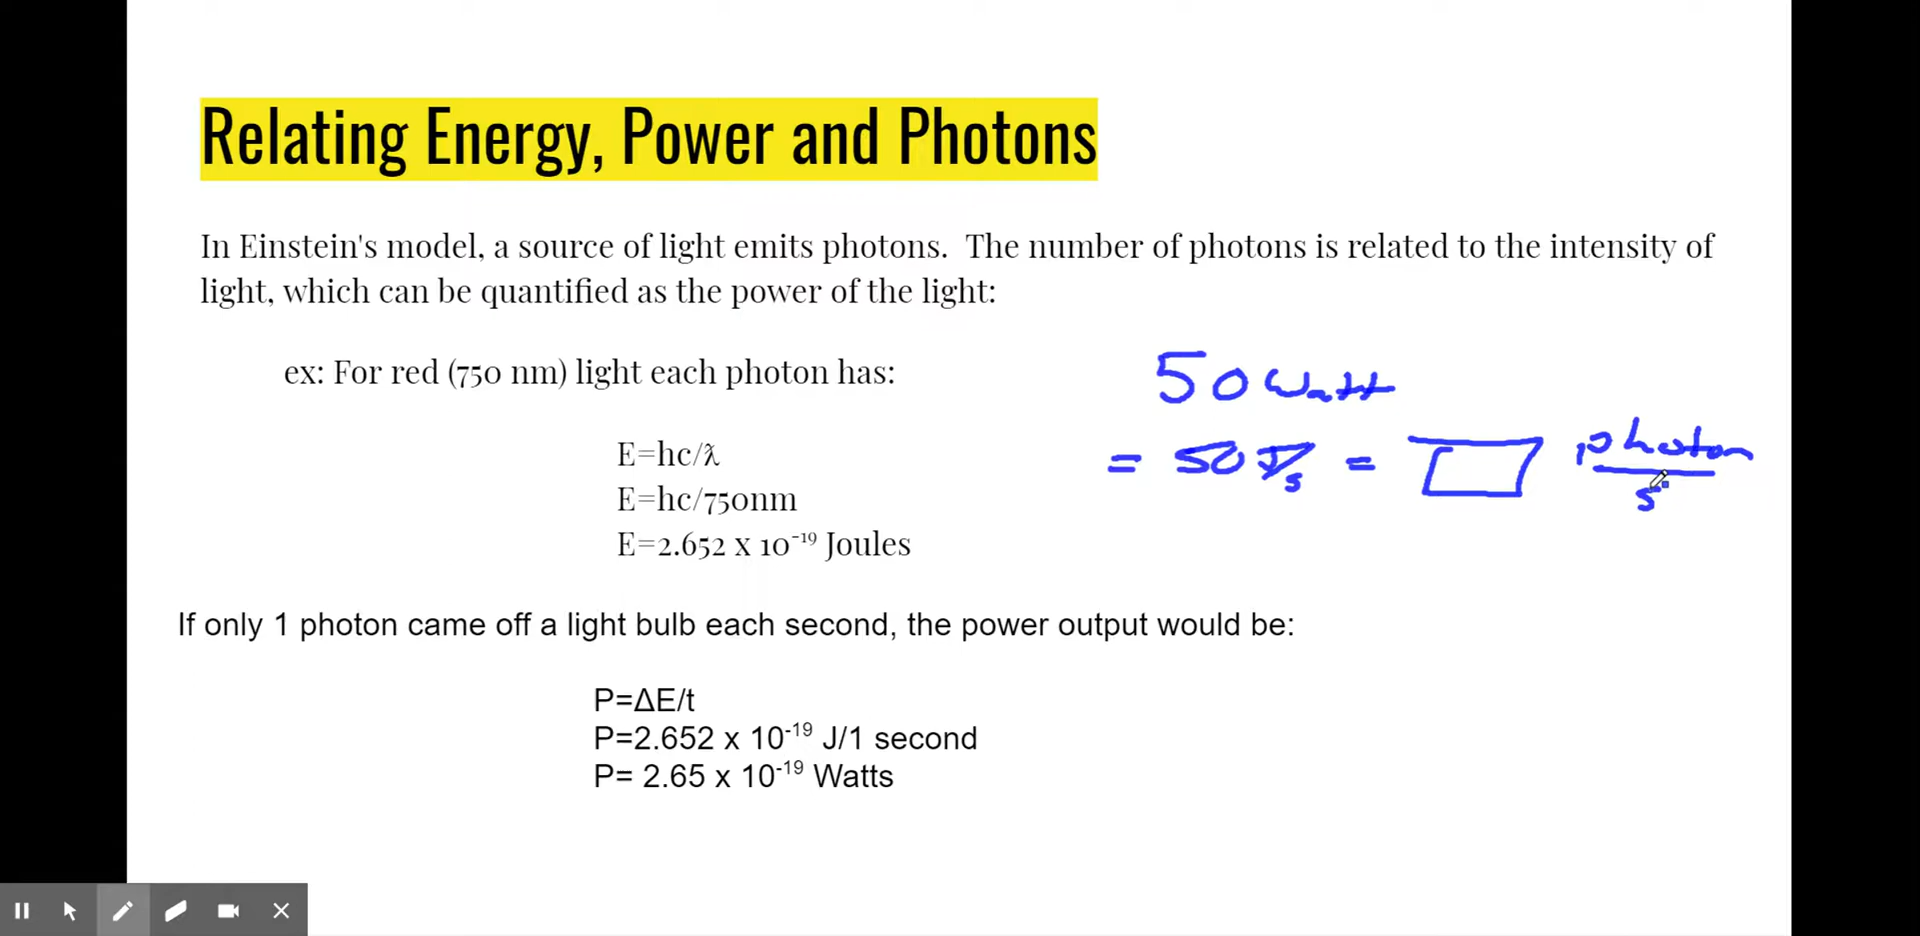 Relating Energy, Power and Photons
In Einstein's model, a source of light emits photons. The number of photons is related to the intensity of
light, which can be quantified as the power of the light:
ex: For red (750 nm) light each photon has:
E=hc/ƛ
E=hc/750nm
E=2.652 x 10⁻¹⁹ Joules
50 Watt
= 50 J/s = photon/s
If only 1 photon came off a light bulb each second, the power output would be:
P=ΔE/t
P=2.652 x 10⁻¹⁹ J/1 second
P= 2.65 x 10⁻¹⁹ Watts